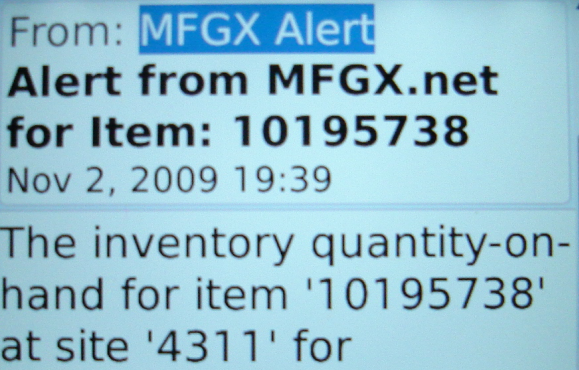 From: MFGX Alert
Alert from MFGX.net
for Item: 10195738
Nov 2, 2009 19:39
The inventory quantity-on-
hand for item '10195738'
at site '4311' for